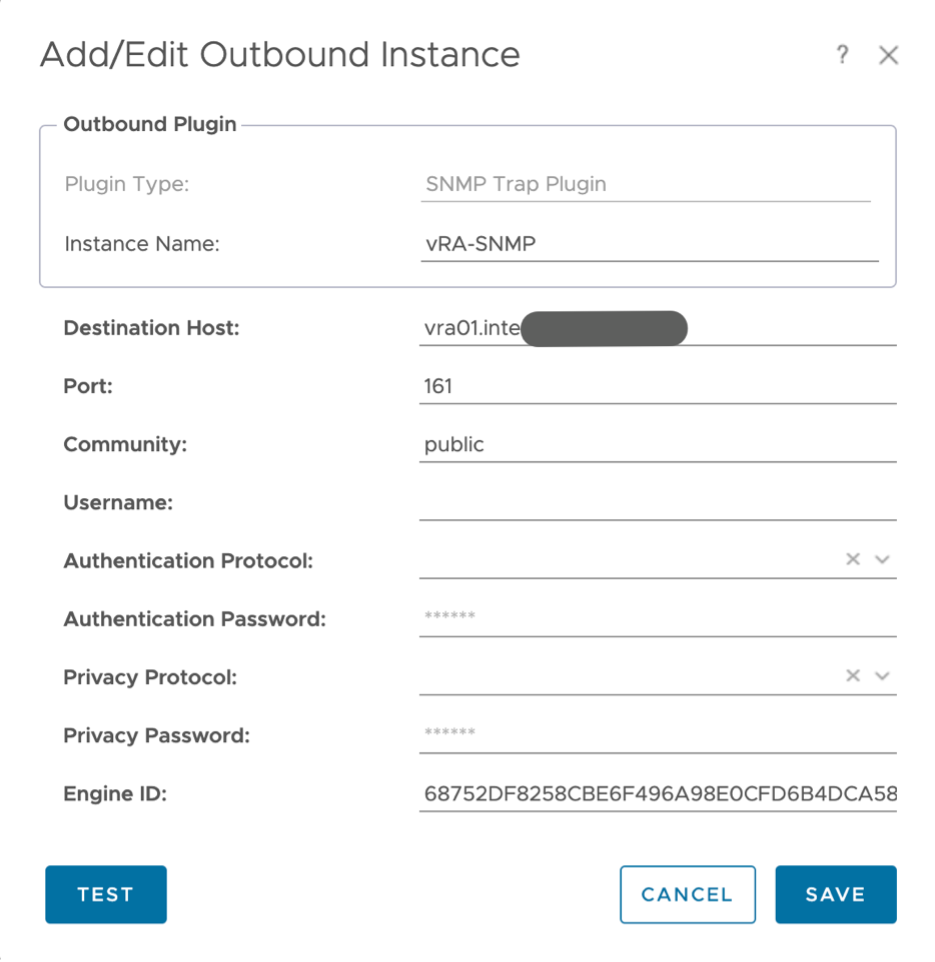 Add/Edit Outbound Instance ?
Outbound Plugin
Plugin Type: SNMP Trap Plugin
Instance Name: vRA-SNMP
Destination Host: vra01.inte
Port: 161
Community: public
Username:
Authentication Protocol:
Authentication Password: ******
Privacy Protocol:
Privacy Password: ******
Engine ID: 68752DF8258CBE6F496A98E0CFD6B4DCA58
TEST CANCEL SAVE